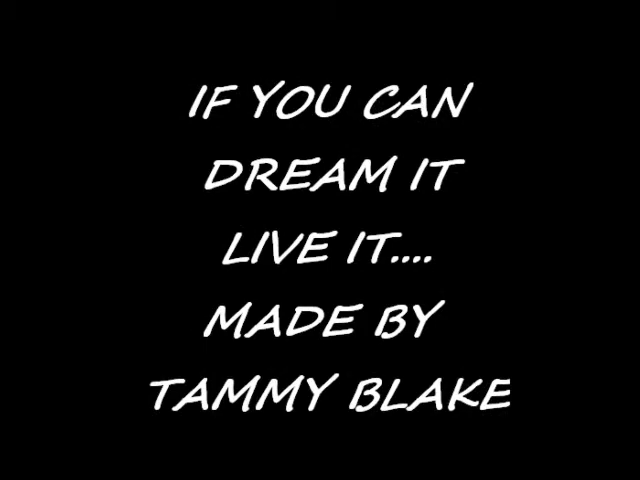 IF YOU CAN
DREAM IT
LIVE IT....
MADE BY
TAMMY BLAKE